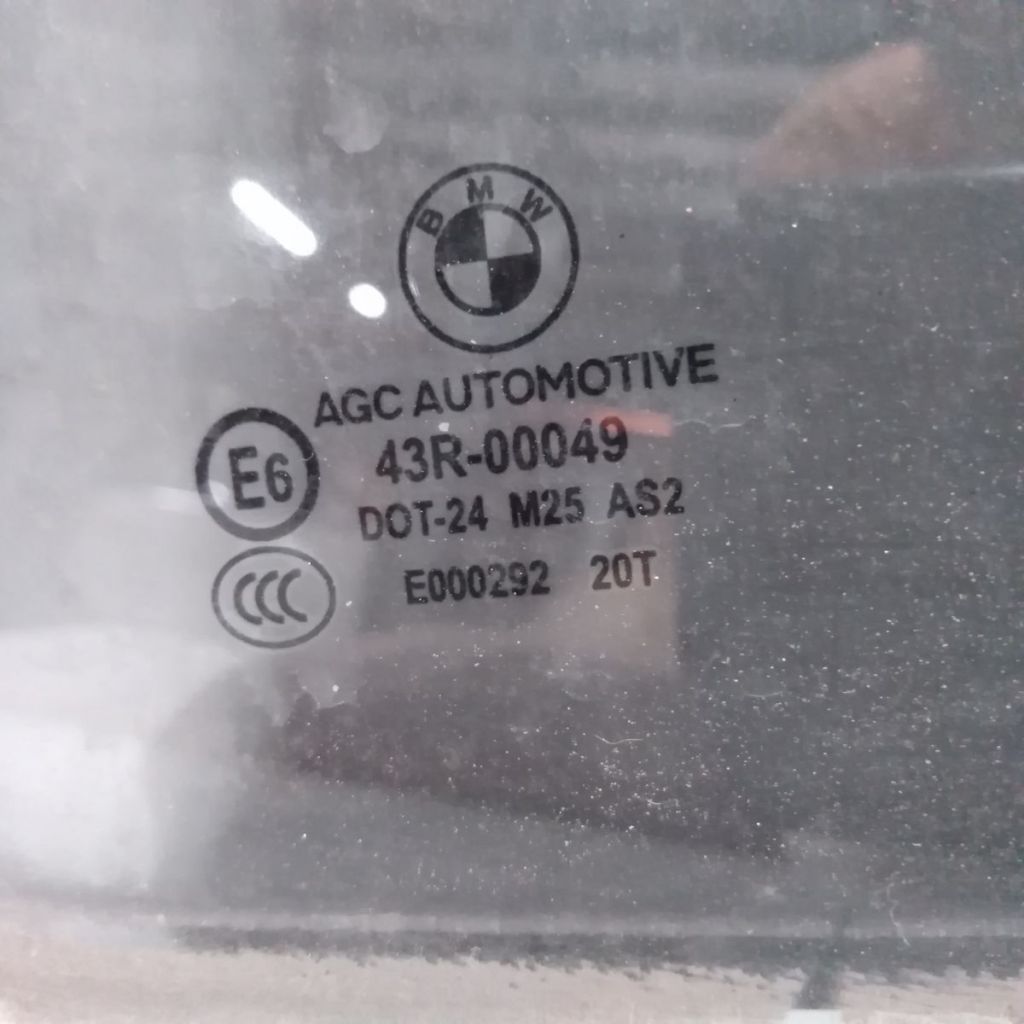 BMW
AGC AUTOMOTIVE
E6 43R-00049
DOT-24 M25 AS2
CCC E000292 20T